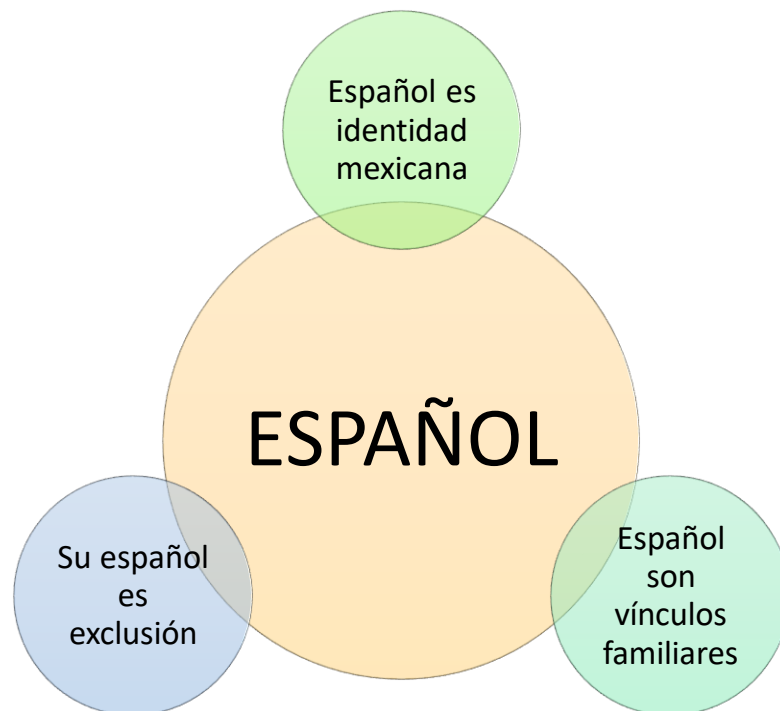 Español es
identidad
mexicana
ESPAÑOL
Su español
es
exclusión
Español
son
vínculos
familiares